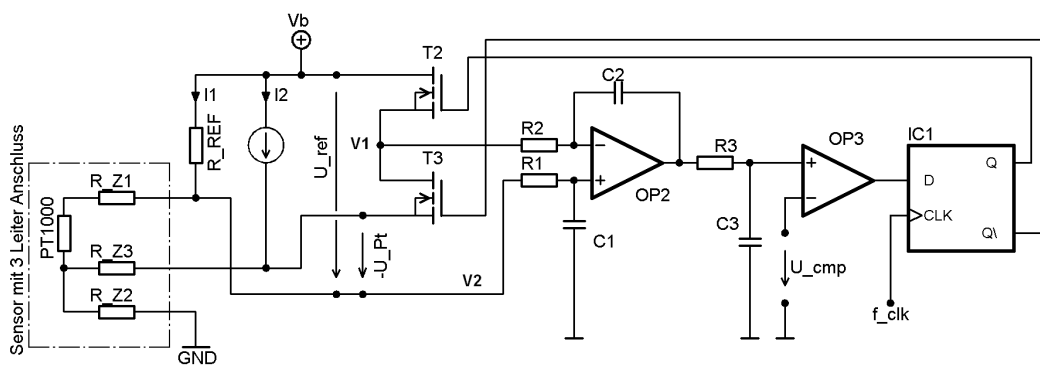 Vb
T2
I1
I2
R_REF
U_ref
V1
C2
R2
R1
OP2
R3
OP3
IC1
Q
D
CLK
Q\
T3
Sensor mit 3 Leiter Anschluss
R_Z1
PT1000
R_Z3
R_Z2
GND
-U_Pt
V2
C1
C3
U_cmp
f_clk